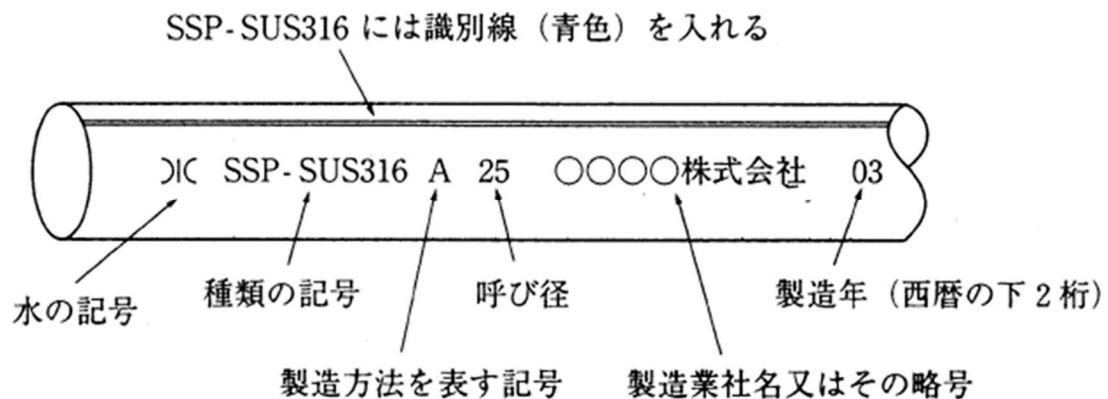 SSP-SUS316 には識別線（青色）を入れる
SSP-SUS316 A 25 ○○○○株式会社 03
水の記号 種類の記号 呼び径 製造年（西暦の下2桁）
製造方法を表す記号 製造業社名又はその略号